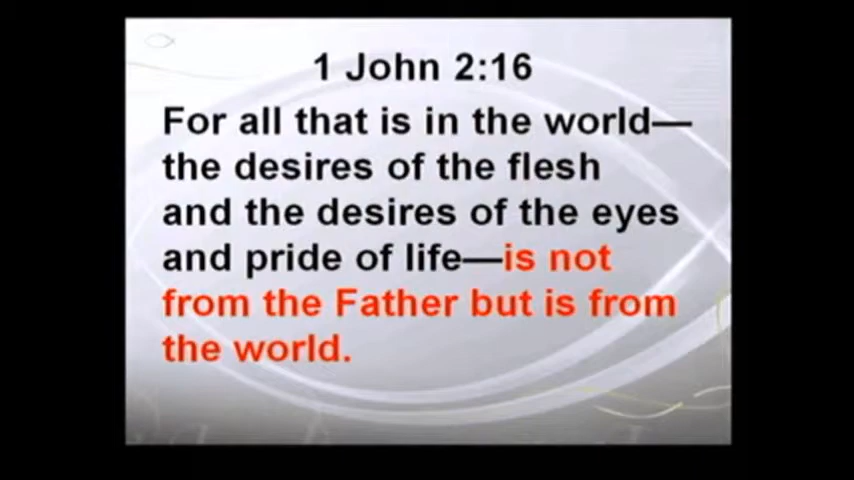 1 John 2:16
For all that is in the world—
the desires of the flesh
and the desires of the eyes
and pride of life—is not
from the Father but is from
the world.